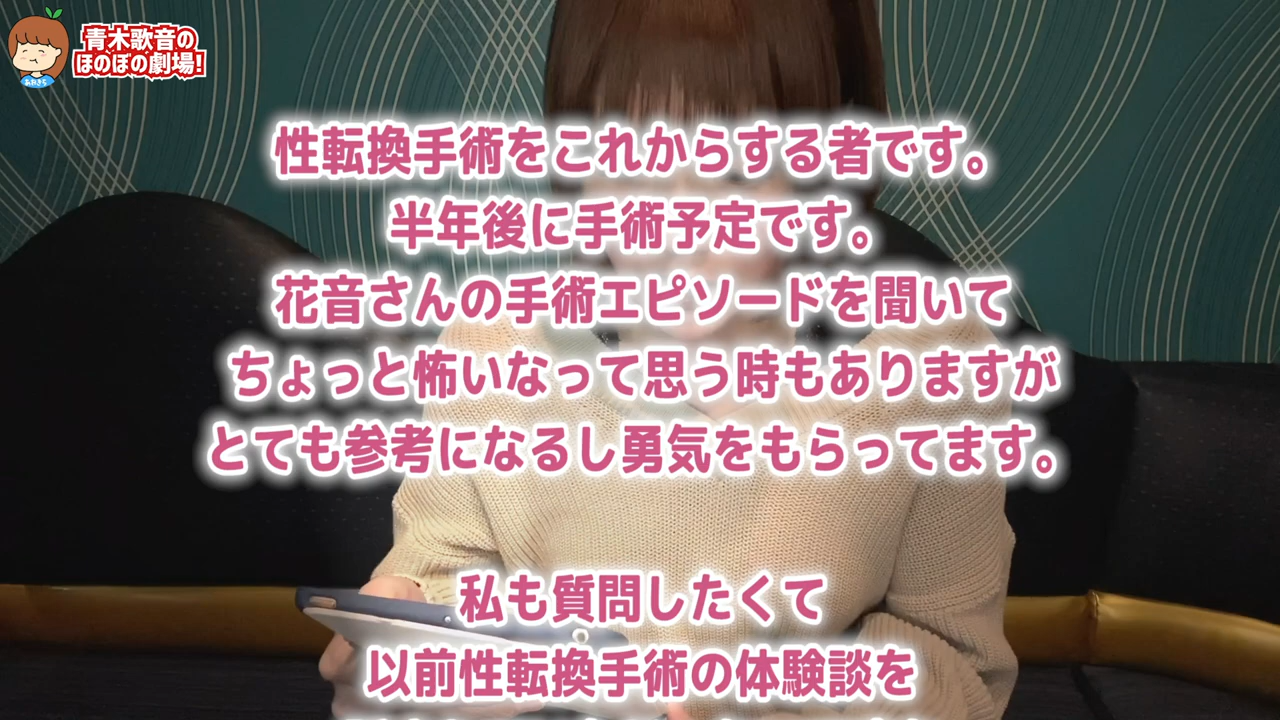 青木歌音の
ほのぼの劇場!
性転換手術をこれからする者です。
半年後に手術予定です。
花音さんの手術エピソードを聞いて
ちょっと怖いなって思う時もありますが
とても参考になるし勇気をもらってます。
私も質問したくて
以前性転換手術の体験談を